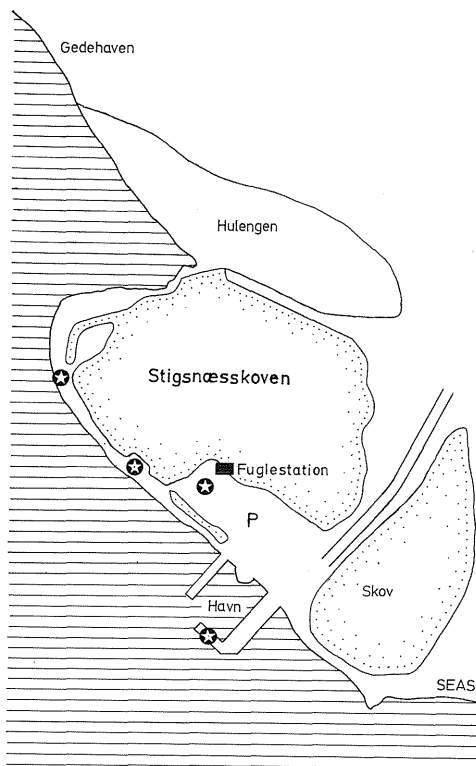 Gedehaven
Hulengen
Stigsnæsskoven
Fuglestation
P
Havn
Skov
SEAS